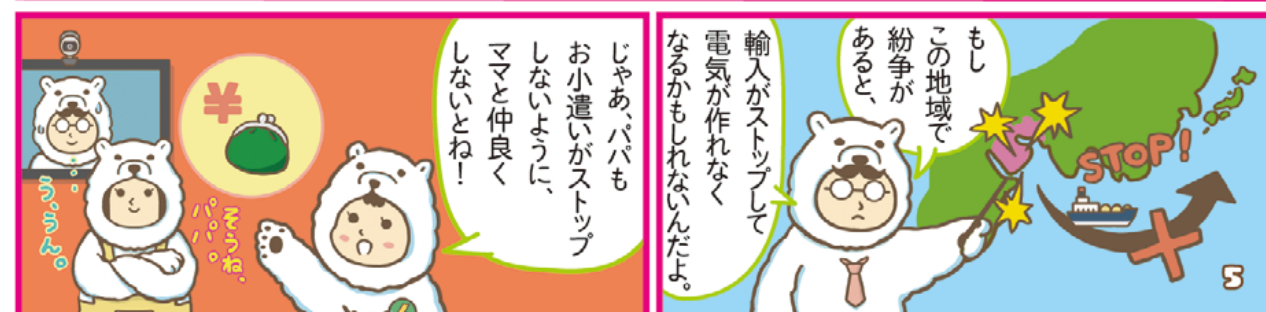 もし
この地域で
紛争が
あると、
STOP!
輸入がストップして
電気が作れなく
なるかもしれないんだよ。
5
じゃあ、パパも
お小遣いがストップ
しないように、
ママと仲良く
しないとね!
¥
そうね、
パパ。
う、うん。